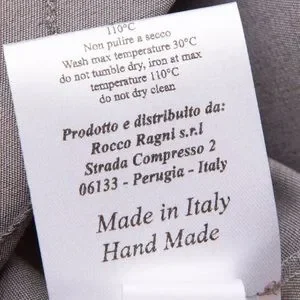 110°C
Non pulire a secco
Wash max temperature 30°C
do not tumble dry, iron at max
temperature 110°C
do not dry clean
Prodotto e distribuito da:
Rocco Ragni s.r.l
Strada Compresso 2
06133 - Perugia - Italy
Made in Italy
Hand Made